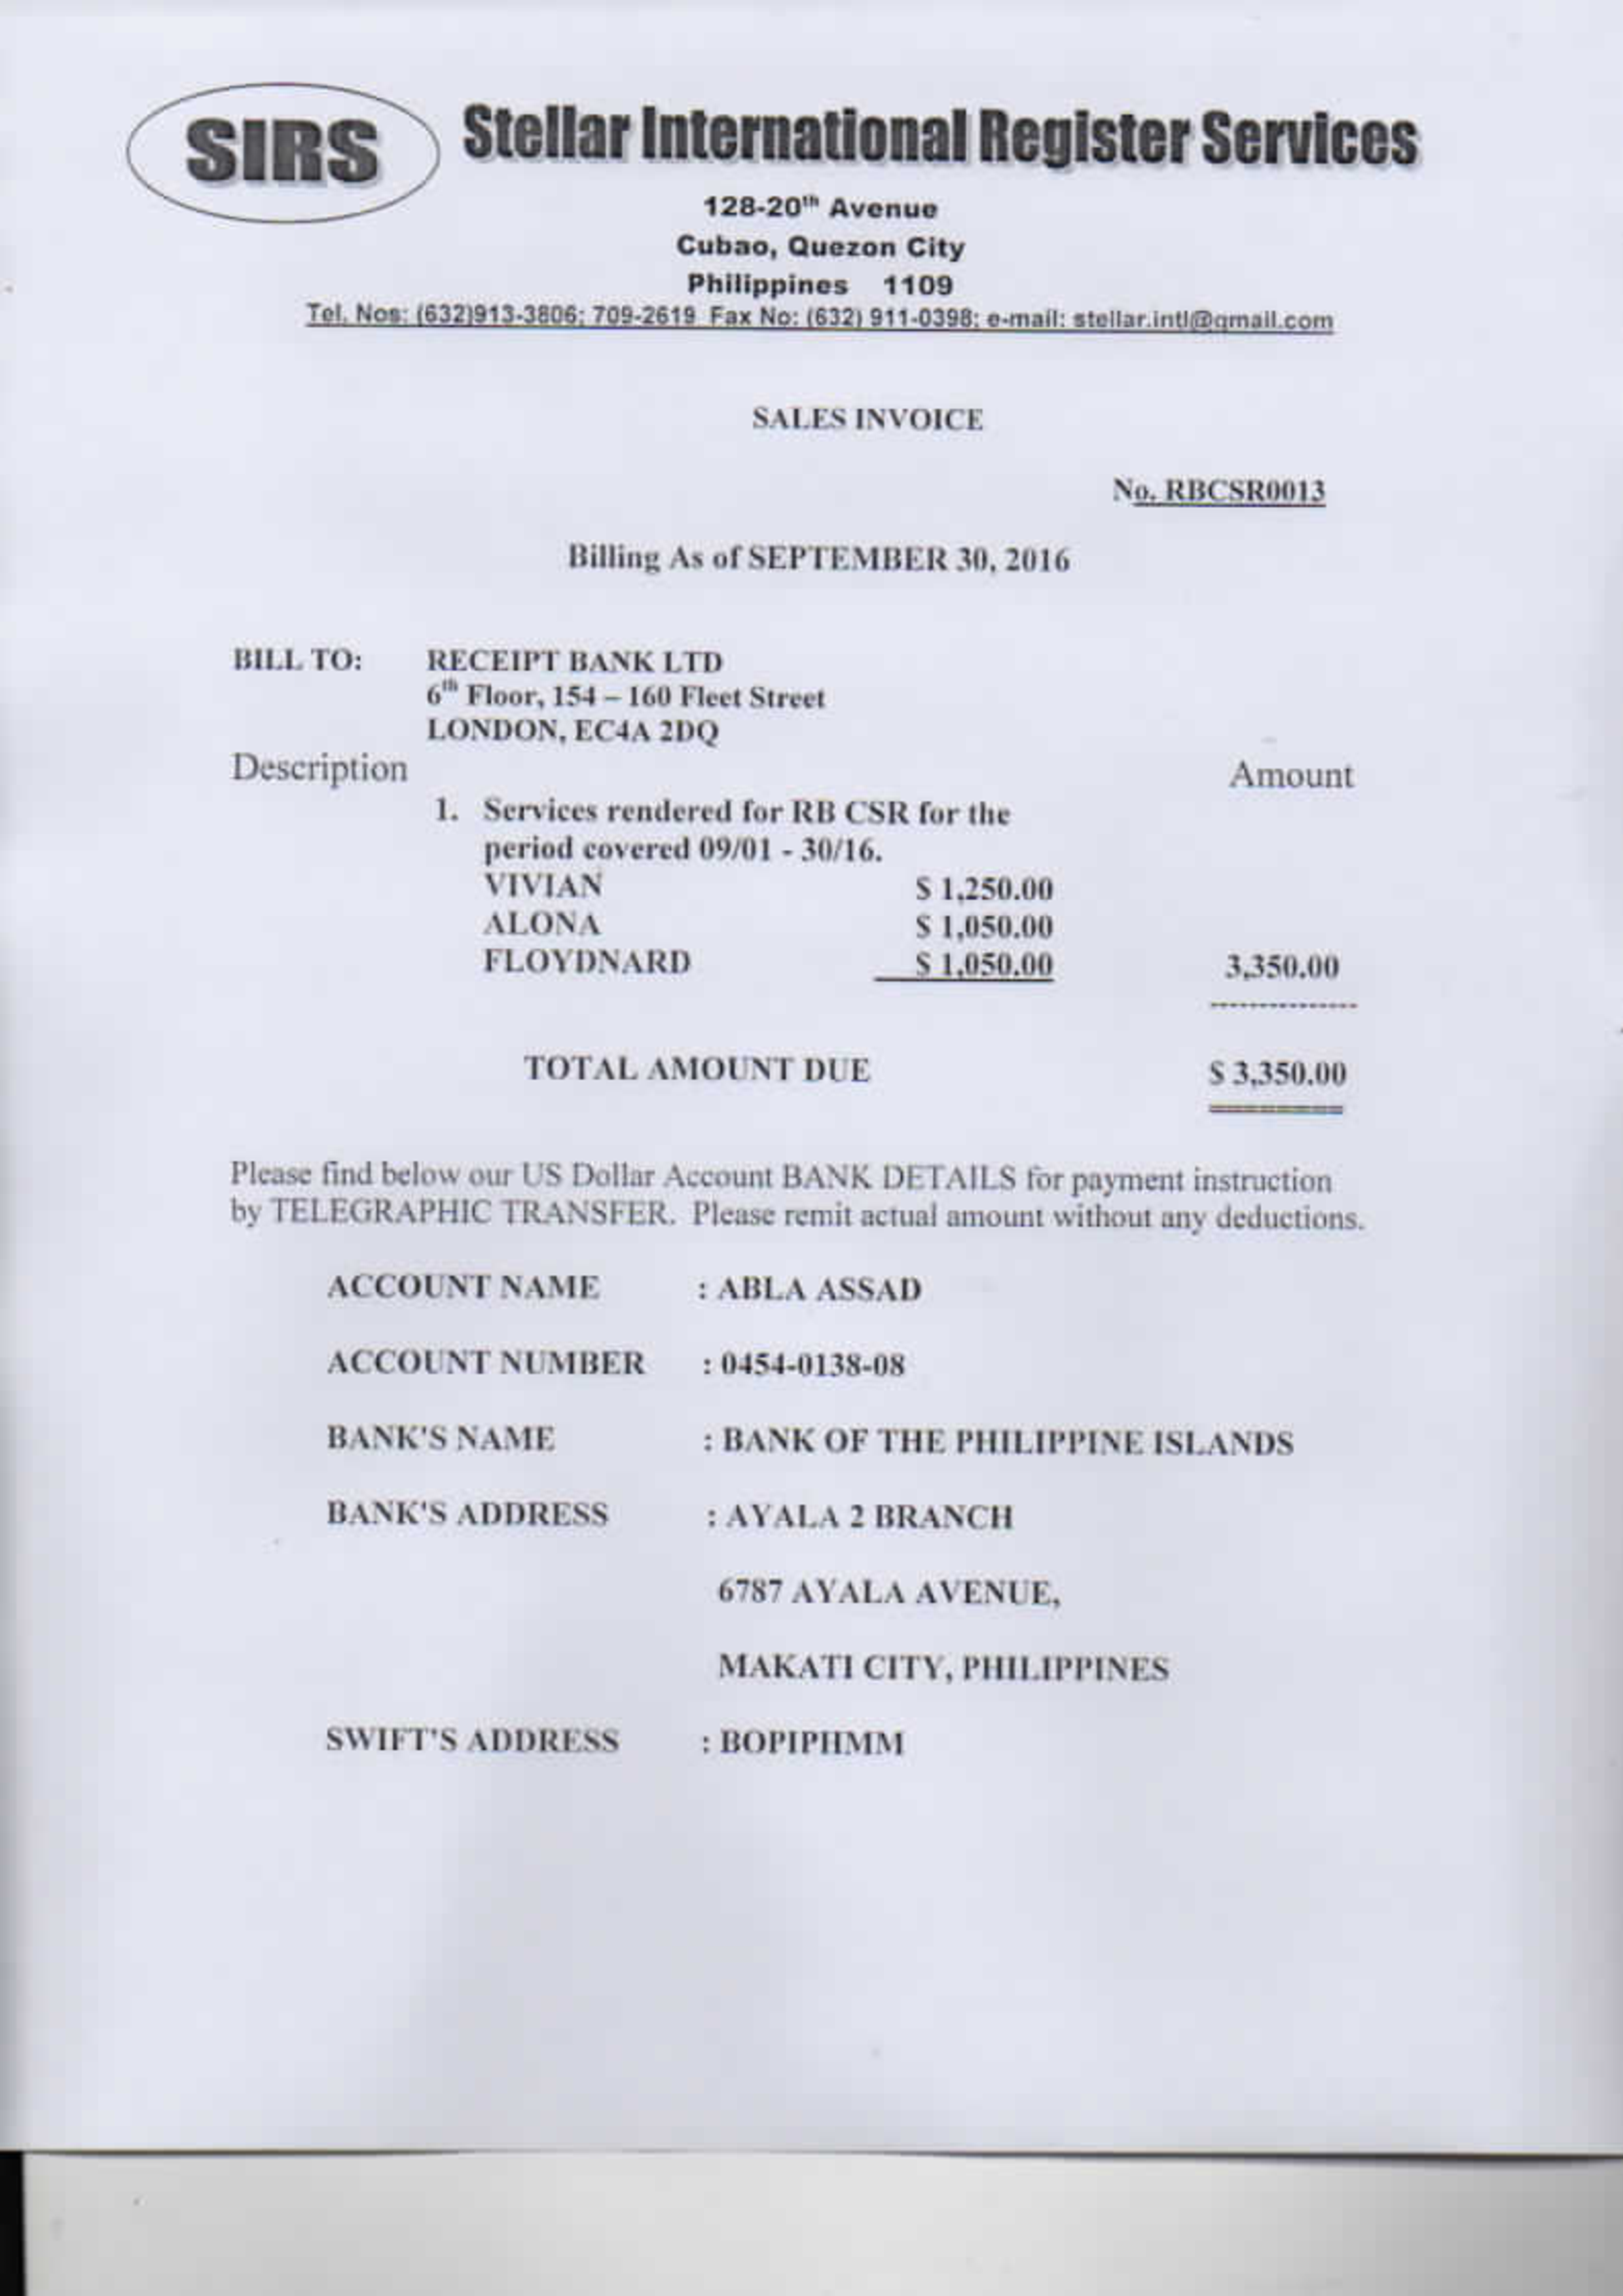 SIRS
Stellar International Register Services
128-20th Avenue
Cubao, Quezon City
Philippines 1109
Tel. Nos: (632)913-3806; 709-2619 Fax No: (632) 911-0398; e-mail: stellar.intl@gmail.com
SALES INVOICE
No. RBCSR0013
Billing As of SEPTEMBER 30, 2016
BILL TO: RECEIPT BANK LTD
6th Floor, 154 – 160 Fleet Street
LONDON, EC4A 2DQ
Description Amount
1. Services rendered for RB CSR for the
period covered 09/01 - 30/16.
VIVIAN $ 1,250.00
ALONA $ 1,050.00
FLOYDNARD $ 1,050.00 3,350.00
---------------
TOTAL AMOUNT DUE $ 3,350.00
=========
Please find below our US Dollar Account BANK DETAILS for payment instruction
by TELEGRAPHIC TRANSFER. Please remit actual amount without any deductions.
ACCOUNT NAME : ABLA ASSAD
ACCOUNT NUMBER : 0454-0138-08
BANK'S NAME : BANK OF THE PHILIPPINE ISLANDS
BANK'S ADDRESS : AYALA 2 BRANCH
6787 AYALA AVENUE,
MAKATI CITY, PHILIPPINES
SWIFT'S ADDRESS : BOPIPHMM